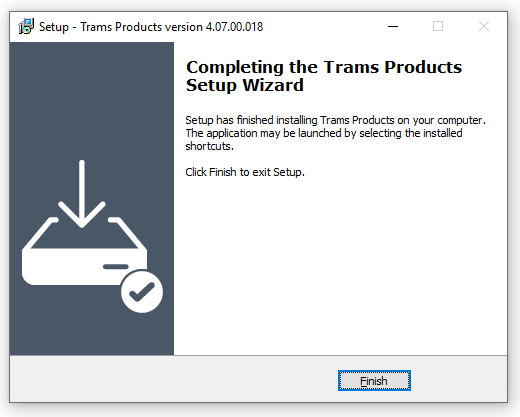 Setup - Trams Products version 4.07.00.018
Completing the Trams Products
Setup Wizard
Setup has finished installing Trams Products on your computer.
The application may be launched by selecting the installed
shortcuts.
Click Finish to exit Setup.
Finish